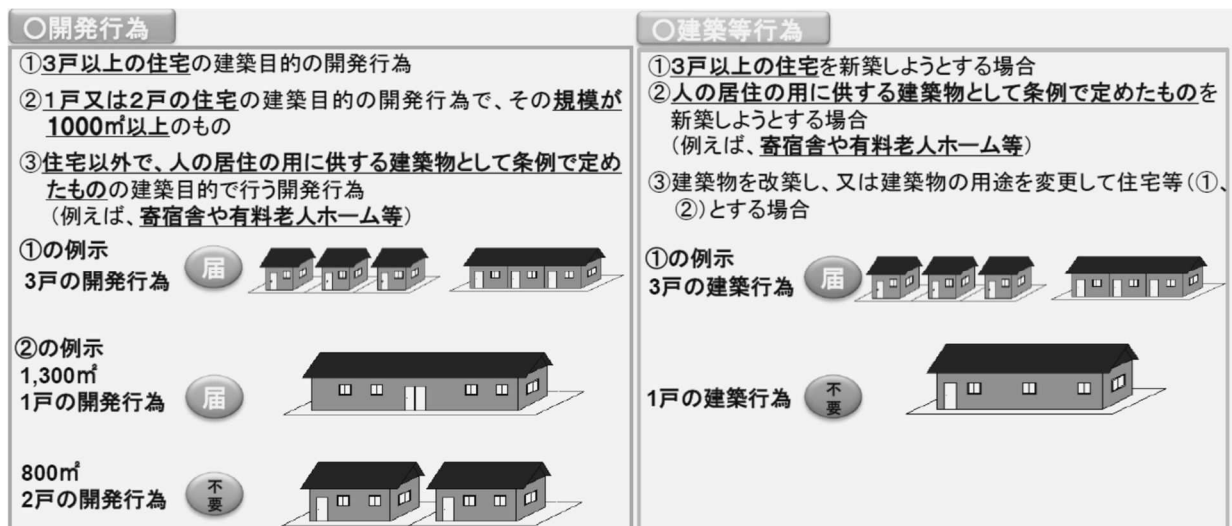 〇開発行為
①3戸以上の住宅の建築目的の開発行為
②1戸又は2戸の住宅の建築目的の開発行為で、その規模が
1000㎡以上のもの
③住宅以外で、人の居住の用に供する建築物として条例で定め
たものの建築目的で行う開発行為
(例えば、寄宿舎や有料老人ホーム等)
①の例示
3戸の開発行為
届
②の例示
1,300㎡
1戸の開発行為
届
800㎡
2戸の開発行為
不
要
〇建築等行為
①3戸以上の住宅を新築しようとする場合
②人の居住の用に供する建築物として条例で定めたものを
新築しようとする場合
(例えば、寄宿舎や有料老人ホーム等)
③建築物を改築し、又は建築物の用途を変更して住宅等(①、
②)とする場合
①の例示
3戸の建築行為
届
1戸の建築行為
不
要